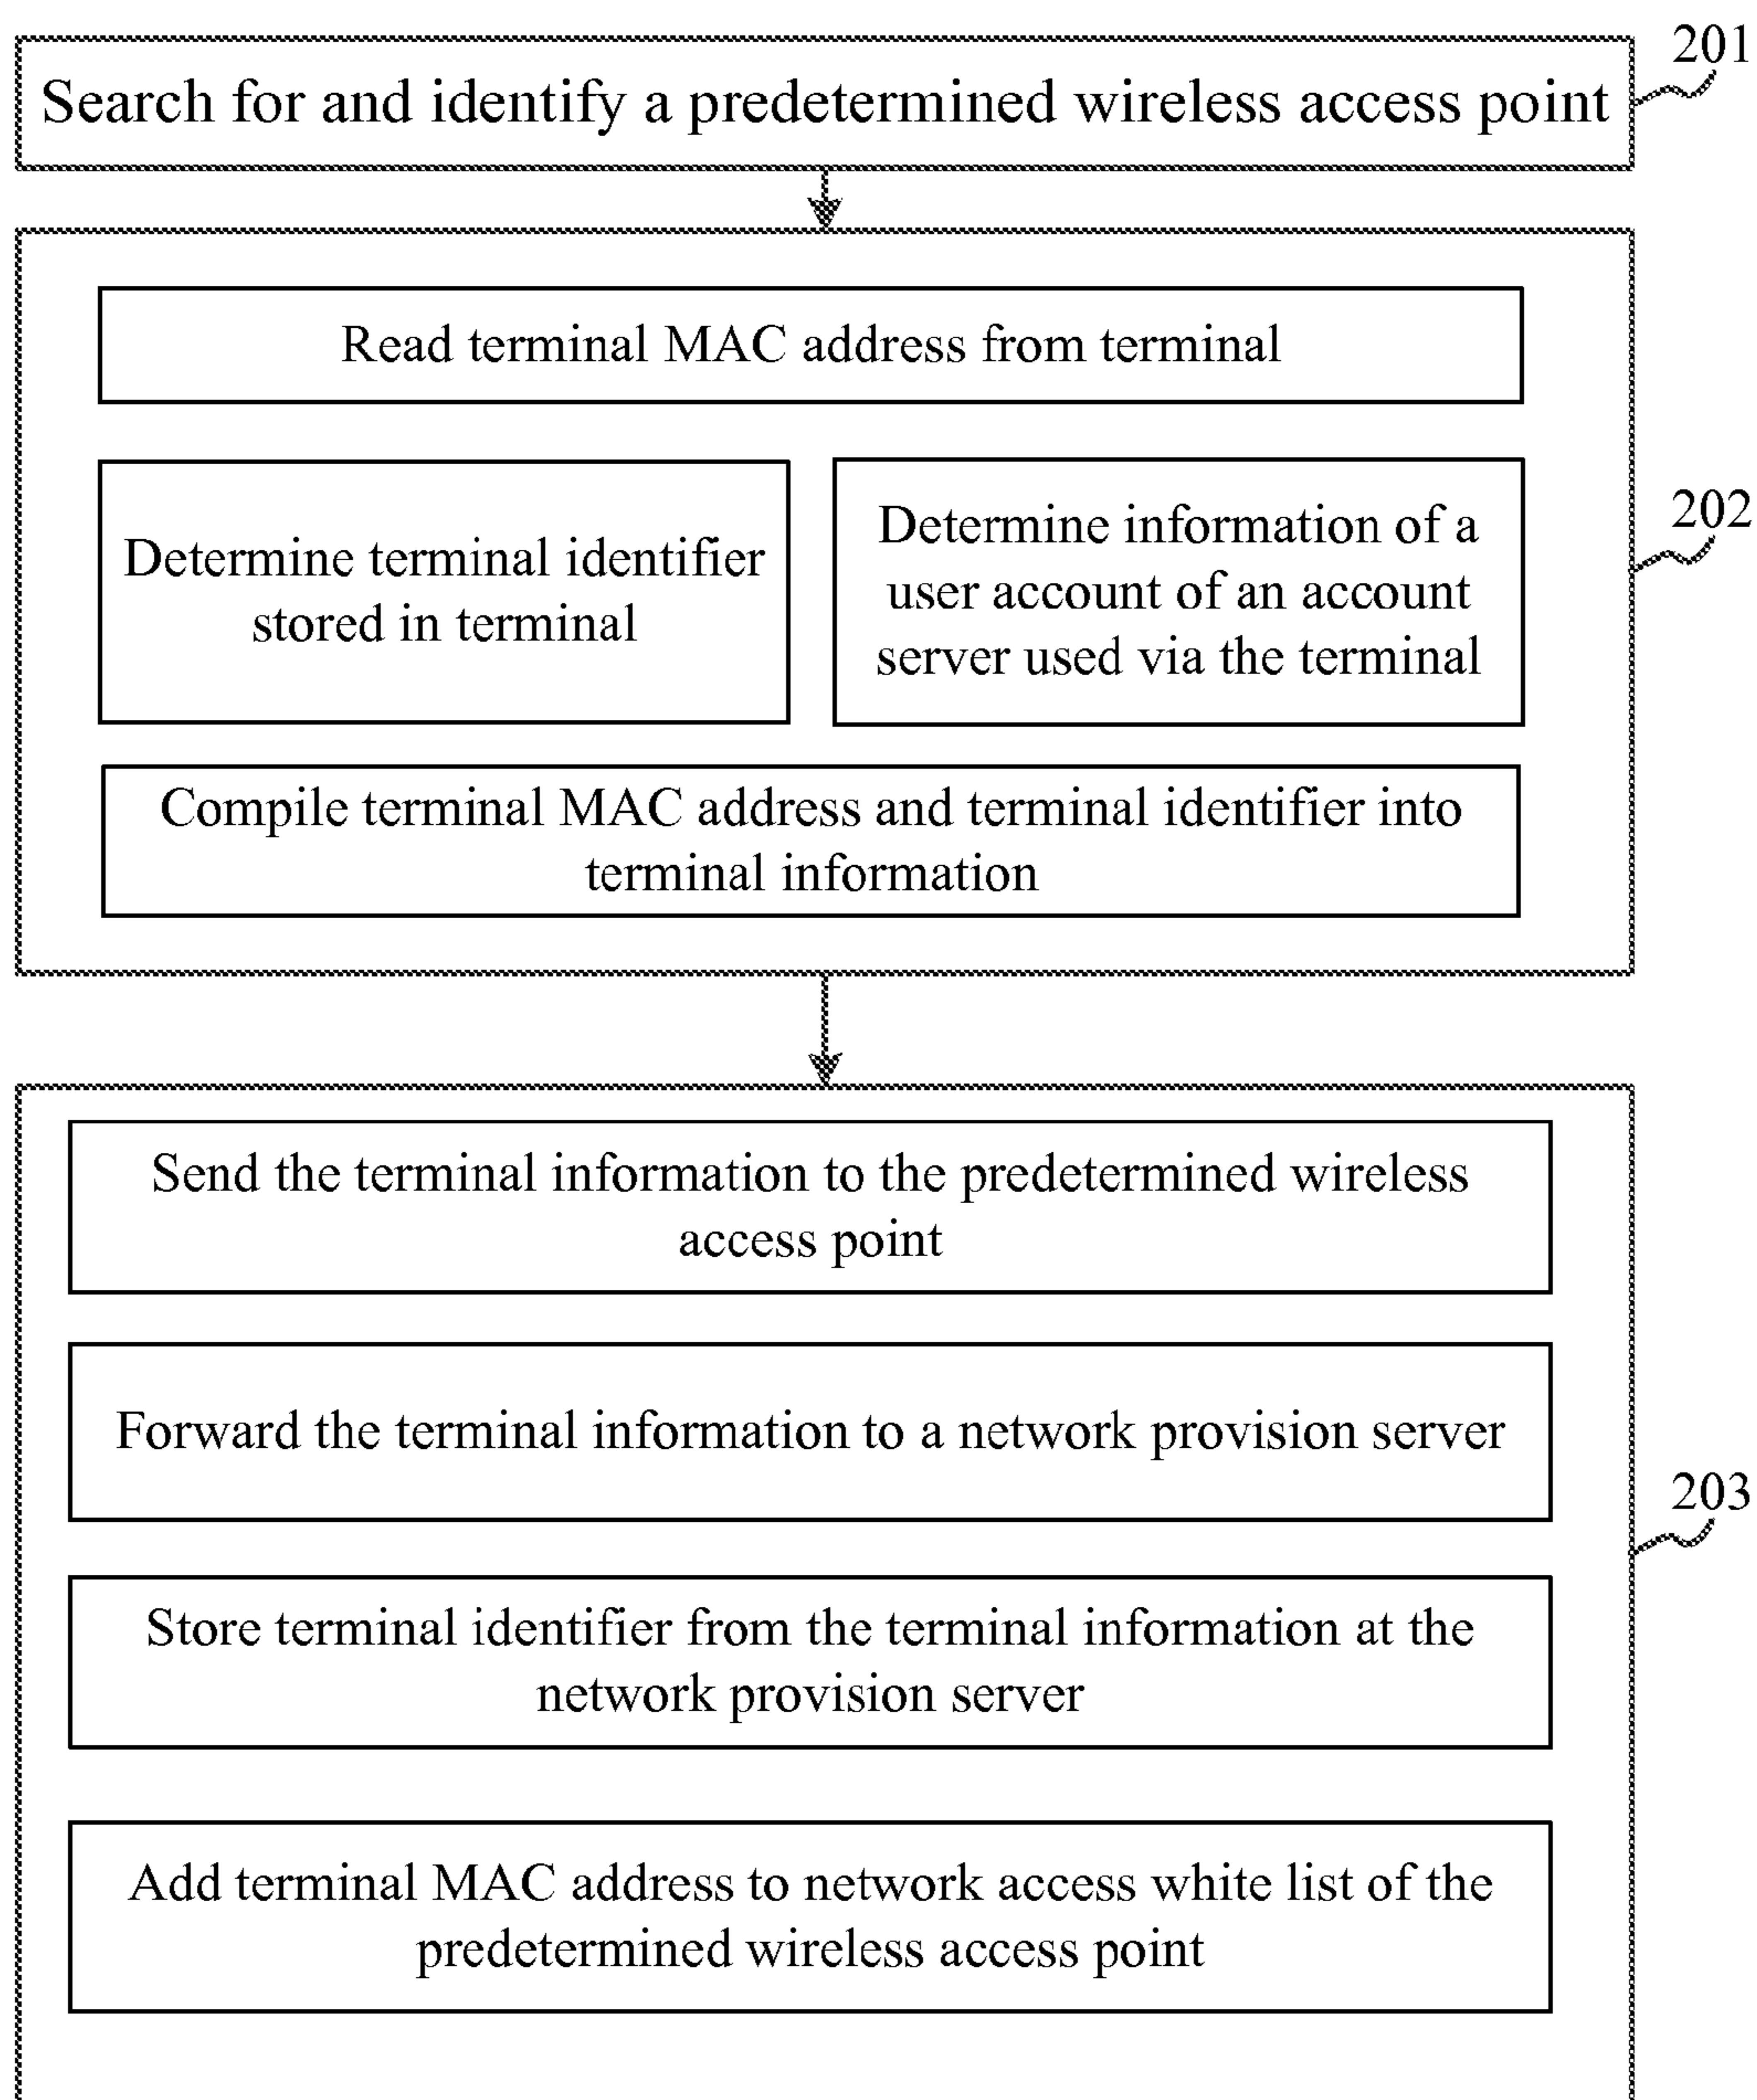 201
Search for and identify a predetermined wireless access point
Read terminal MAC address from terminal
202
Determine terminal identifier
stored in terminal
Determine information of a
user account of an account
server used via the terminal
Compile terminal MAC address and terminal identifier into
terminal information
Send the terminal information to the predetermined wireless
access point
Forward the terminal information to a network provision server
203
Store terminal identifier from the terminal information at the
network provision server
Add terminal MAC address to network access white list of the
predetermined wireless access point